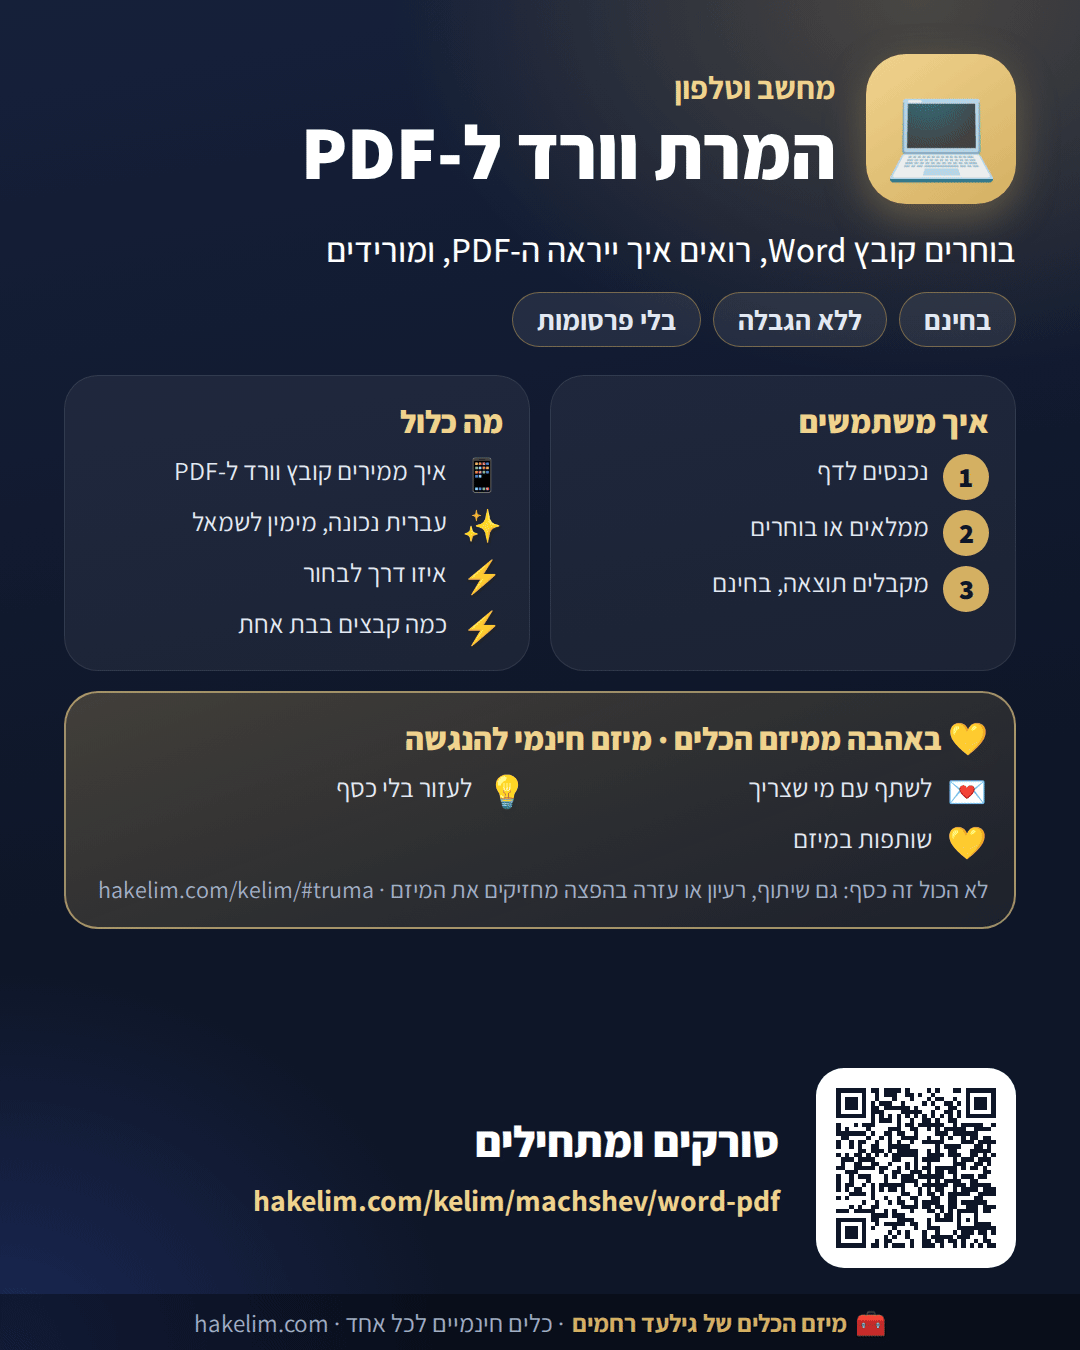 מחשב וטלפון
המרת וורד ל-PDF
בוחרים קובץ Word, רואים איך ייראה ה-PDF, ומורידים
בחינם
ללא הגבלה
בלי פרסומות
איך משתמשים
1 נכנסים לדף
2 ממלאים או בוחרים
3 מקבלים תוצאה, בחינם
מה כלול
איך ממירים קובץ וורד ל-PDF
עברית נכונה, מימין לשמאל
איזו דרך לבחור
כמה קבצים בבת אחת
באהבה ממיזם הכלים · מיזם חינמי להנגשה
לשתף עם מי שצריך
לעזור בלי כסף
שותפות במיזם
לא הכול זה כסף: גם שיתוף, רעיון או עזרה בהפצה מחזיקים את המיזם · hakelim.com/kelim/#truma
סורקים ומתחילים
hakelim.com/kelim/machshev/word-pdf
מיזם הכלים של גילעד רחמים · כלים חינמיים לכל אחד · hakelim.com